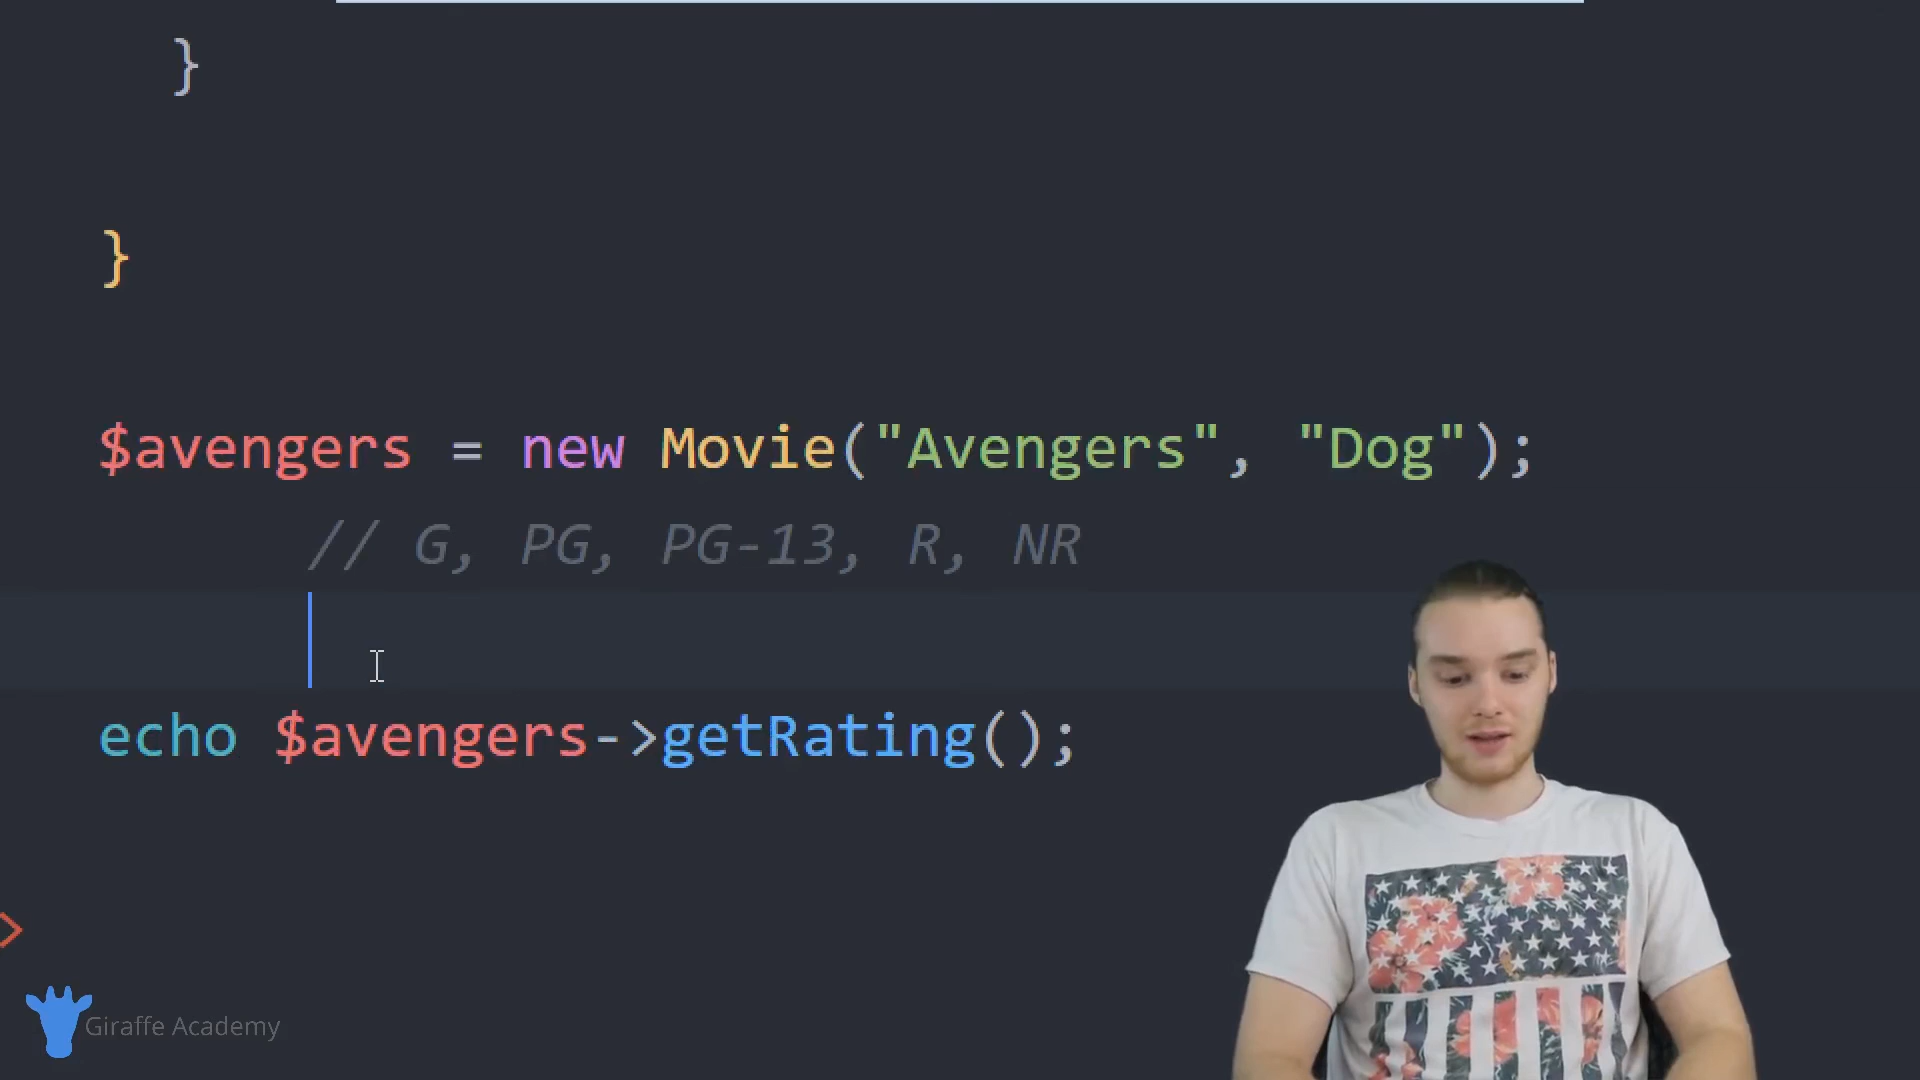 }
}
$avengers = new Movie("Avengers", "Dog");
// G, PG, PG-13, R, NR
echo $avengers->getRating();
>
Giraffe Academy